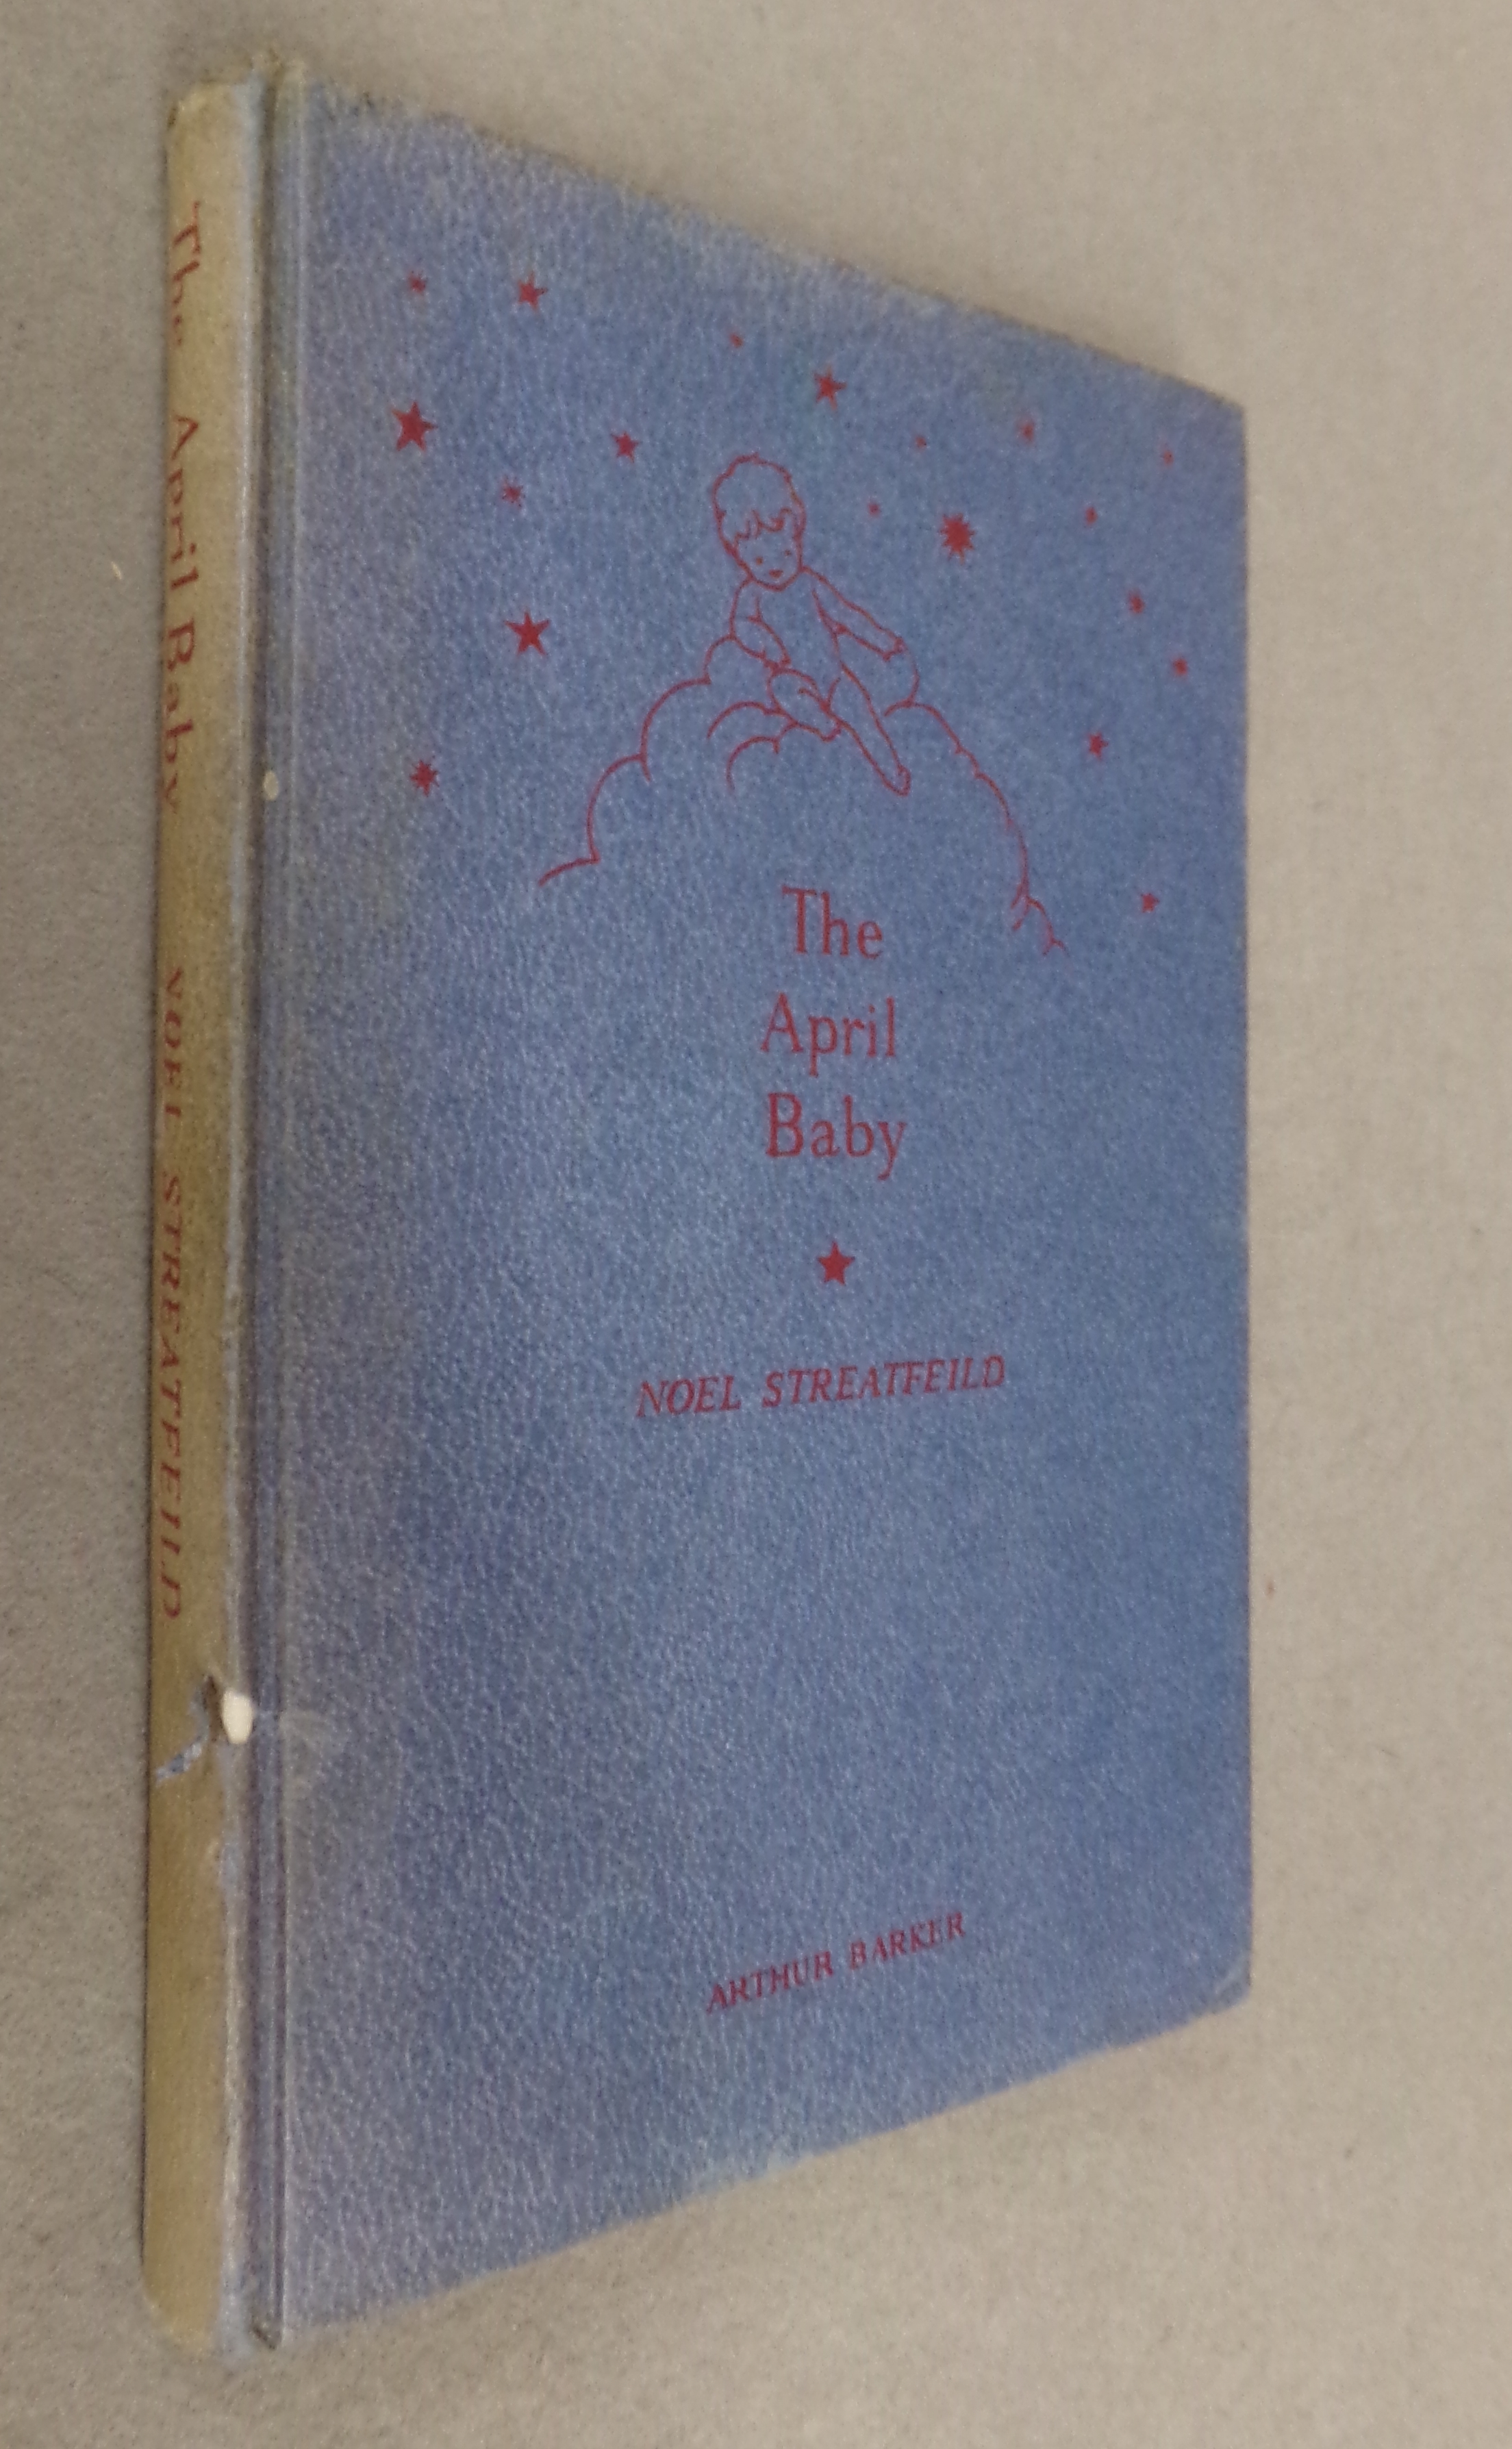 The April Baby NOEL STREATFEILD
The
April
Baby
NOEL STREATFEILD
ARTHUR BARKER